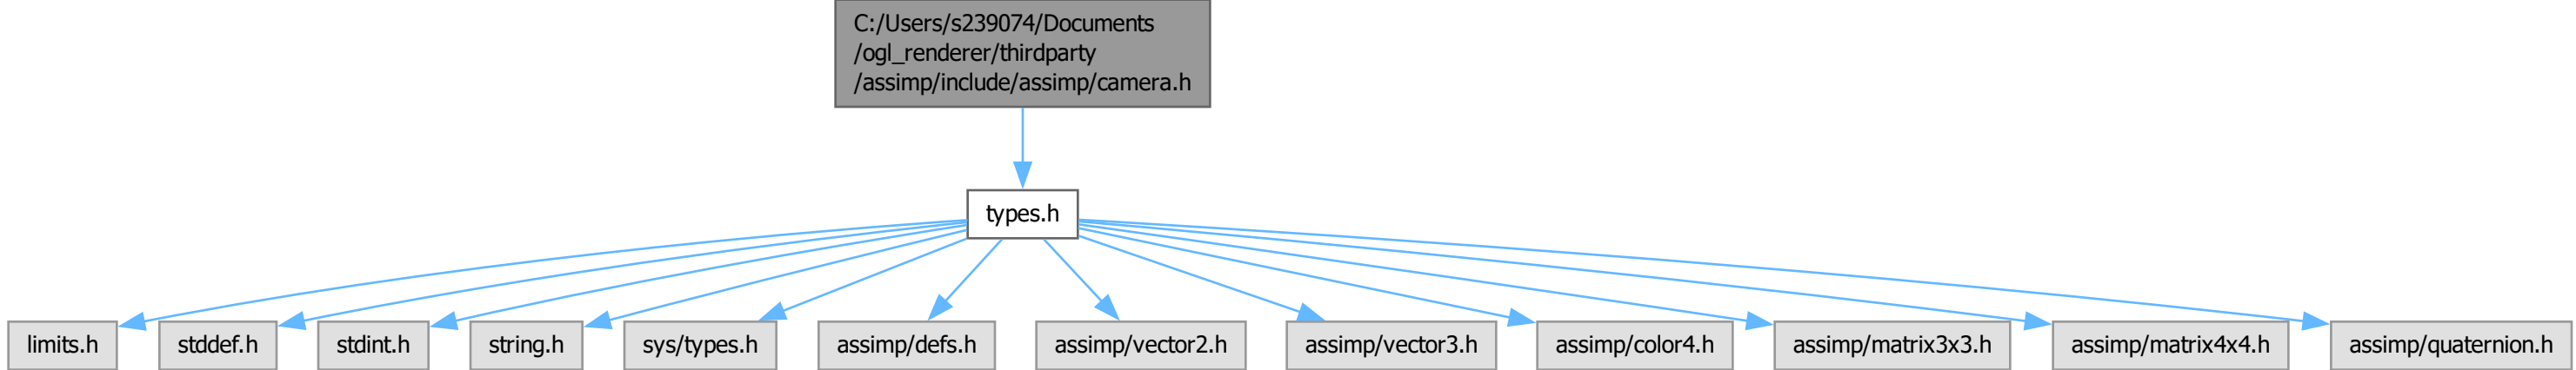 C:/Users/s239074/Documents
/ogl_renderer/thirdparty
/assimp/include/assimp/camera.h
types.h
limits.h
stddef.h
stdint.h
string.h
sys/types.h
assimp/defs.h
assimp/vector2.h
assimp/vector3.h
assimp/color4.h
assimp/matrix3x3.h
assimp/matrix4x4.h
assimp/quaternion.h